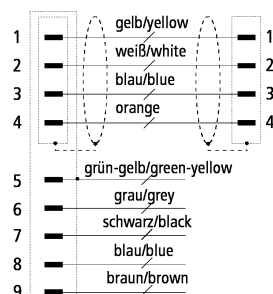 gelb/yellow
1 1
weiß/white
2 2
blau/blue
3 3
orange
4 4
grün-gelb/green-yellow
5
grau/grey
6
schwarz/black
7
blau/blue
8
braun/brown
9